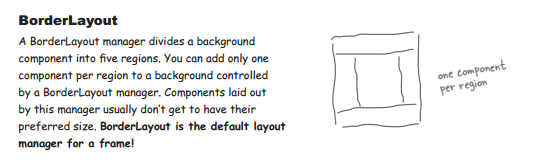 BorderLayout
A BorderLayout manager divides a background
component into five regions. You can add only one
component per region to a background controlled
by a BorderLayout manager. Components laid out
by this manager usually don't get to have their
preferred size. BorderLayout is the default layout
manager for a frame!
one component
per region